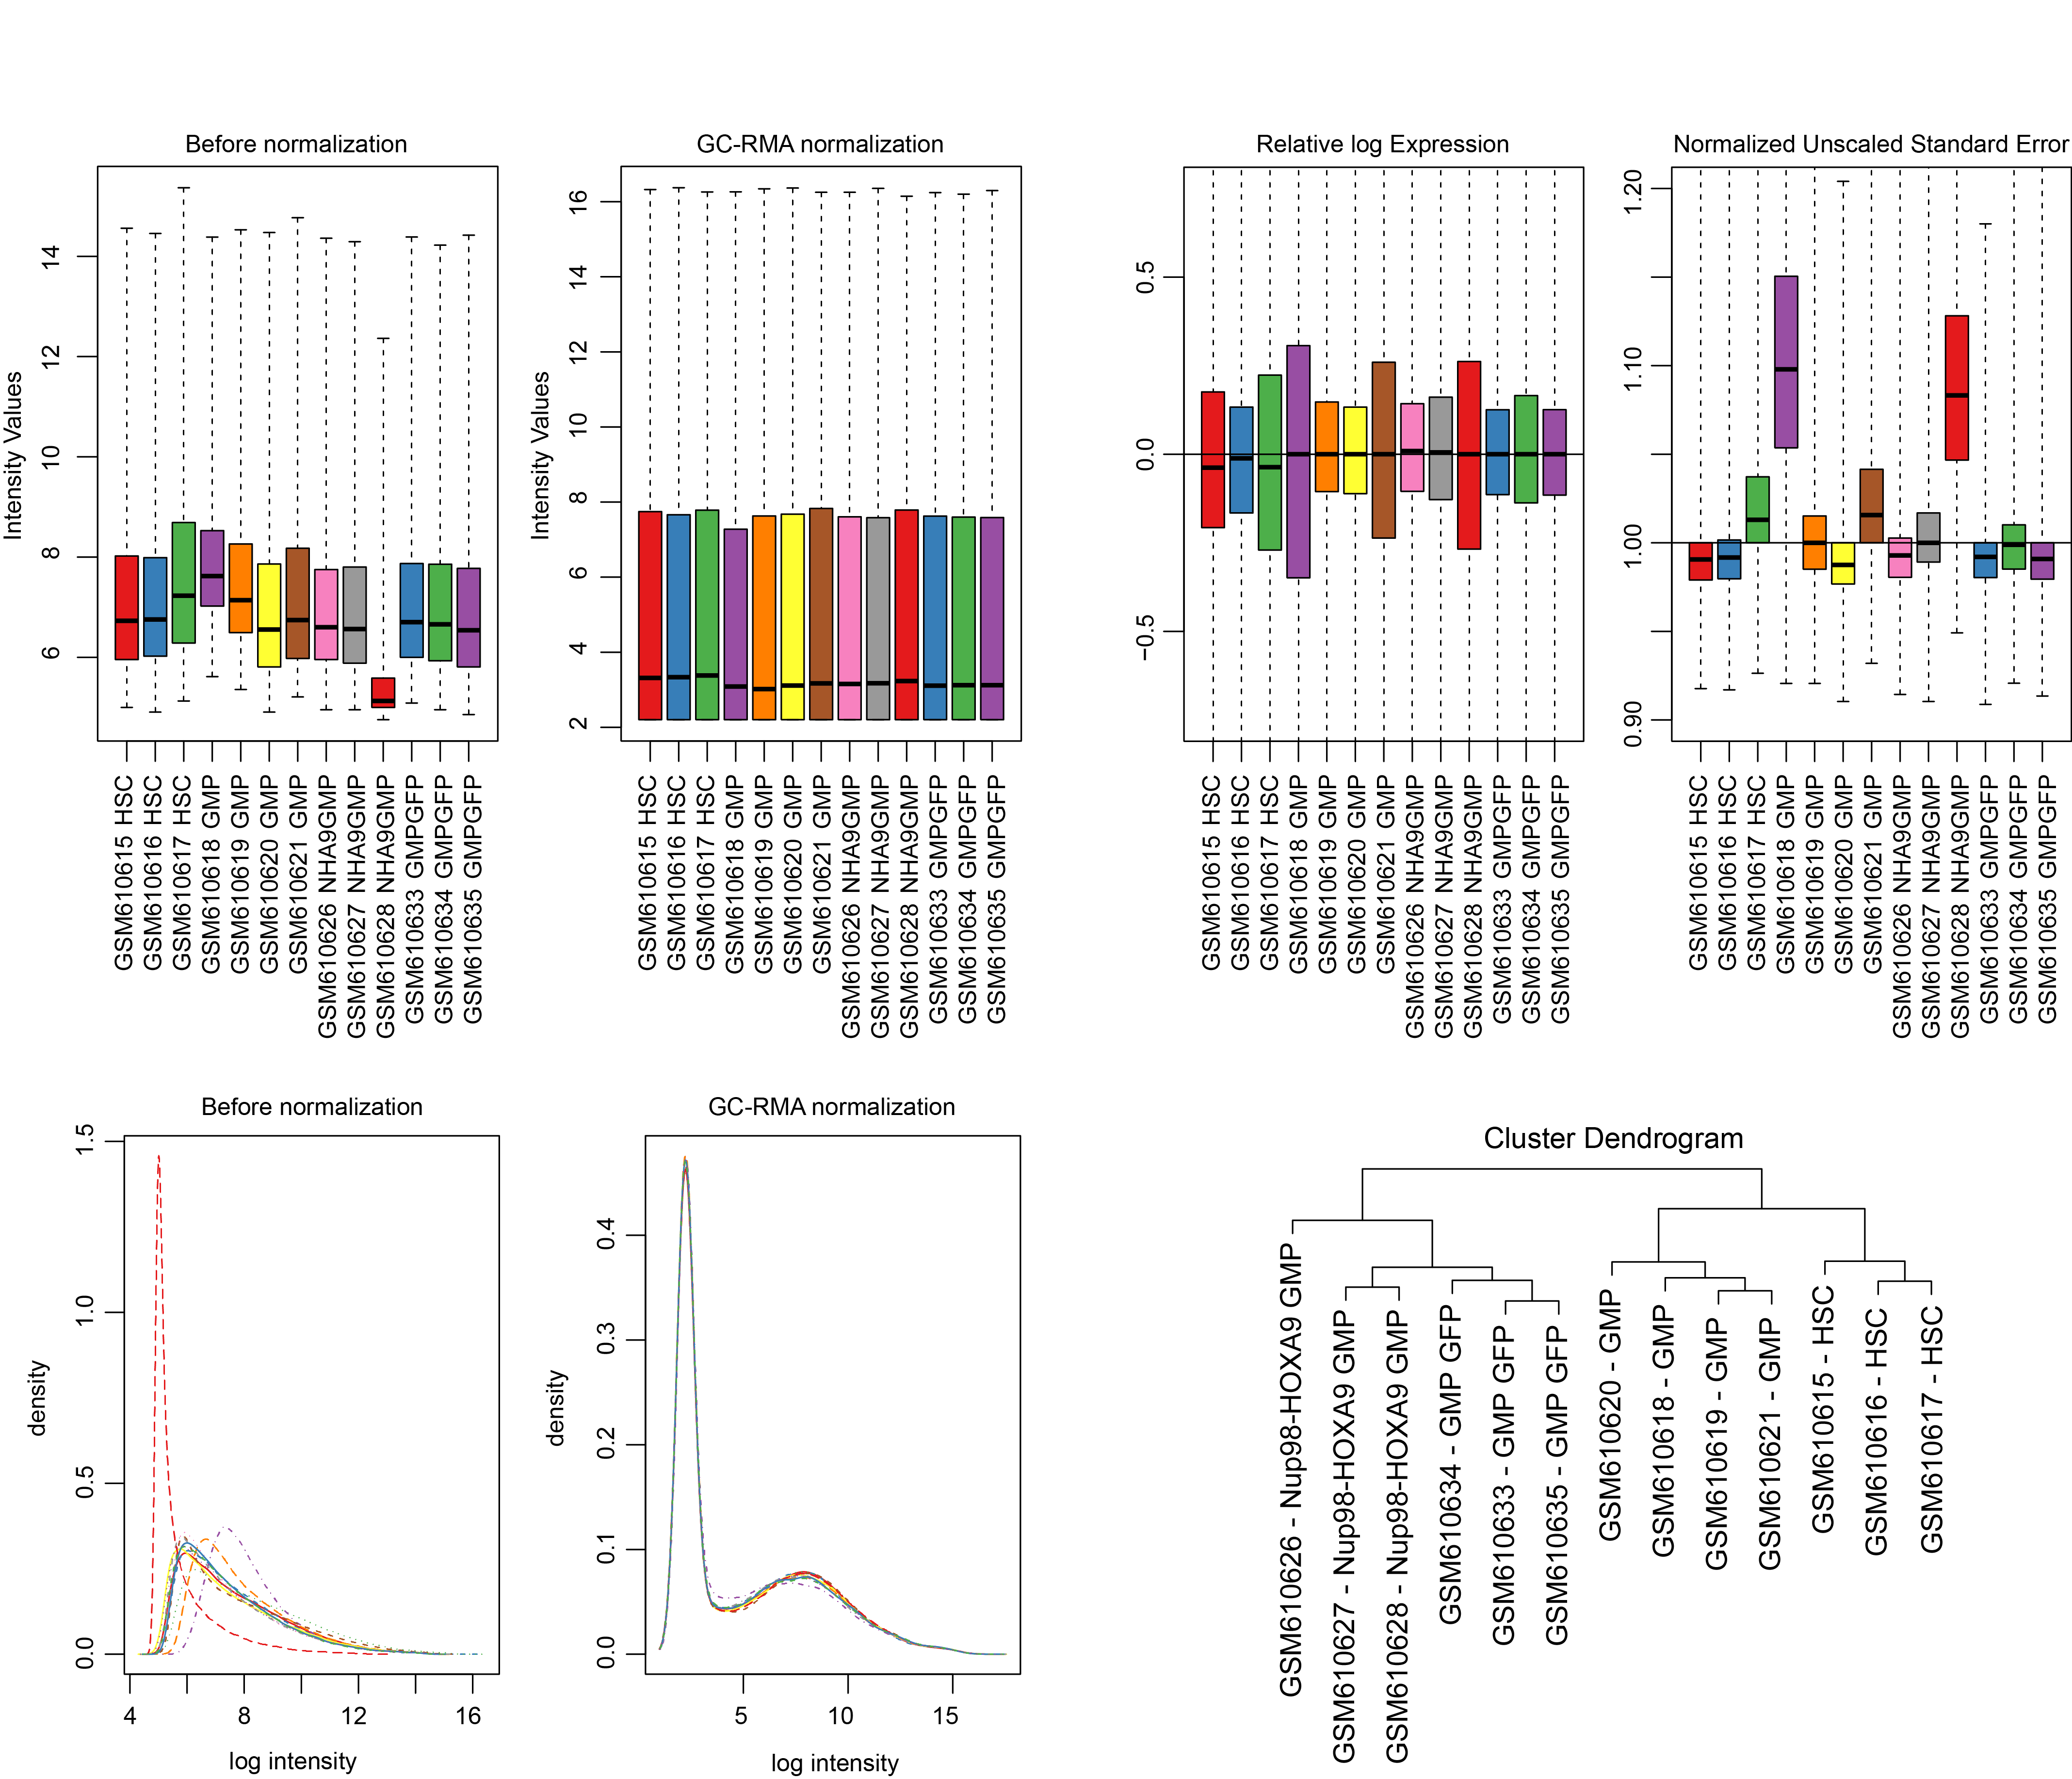 Before normalization
GC-RMA normalization
Relative log Expression
Normalized Unscaled Standard Error
Intensity Values
14
12
10
8
6
GSM610615 HSC
GSM610616 HSC
GSM610617 HSC
GSM610618 GMP
GSM610619 GMP
GSM610620 GMP
GSM610621 GMP
GSM610626 NHA9GMP
GSM610627 NHA9GMP
GSM610628 NHA9GMP
GSM610633 GMPGFP
GSM610634 GMPGFP
GSM610635 GMPGFP
Intensity Values
16
14
12
10
8
6
4
2
GSM610615 HSC
GSM610616 HSC
GSM610617 HSC
GSM610618 GMP
GSM610619 GMP
GSM610620 GMP
GSM610621 GMP
GSM610626 NHA9GMP
GSM610627 NHA9GMP
GSM610628 NHA9GMP
GSM610633 GMPGFP
GSM610634 GMPGFP
GSM610635 GMPGFP
0.5
0.0
−0.5
GSM610615 HSC
GSM610616 HSC
GSM610617 HSC
GSM610618 GMP
GSM610619 GMP
GSM610620 GMP
GSM610621 GMP
GSM610626 NHA9GMP
GSM610627 NHA9GMP
GSM610628 NHA9GMP
GSM610633 GMPGFP
GSM610634 GMPGFP
GSM610635 GMPGFP
1.20
1.10
1.00
0.90
GSM610615 HSC
GSM610616 HSC
GSM610617 HSC
GSM610618 GMP
GSM610619 GMP
GSM610620 GMP
GSM610621 GMP
GSM610626 NHA9GMP
GSM610627 NHA9GMP
GSM610628 NHA9GMP
GSM610633 GMPGFP
GSM610634 GMPGFP
GSM610635 GMPGFP
Before normalization
density
1.5
1.0
0.5
0.0
4 8 12 16
log intensity
GC-RMA normalization
density
0.4
0.3
0.2
0.1
0.0
5 10 15
log intensity
Cluster Dendrogram
GSM610626 - Nup98-HOXA9 GMP
GSM610627 - Nup98-HOXA9 GMP
GSM610628 - Nup98-HOXA9 GMP
GSM610634 - GMP GFP
GSM610633 - GMP GFP
GSM610635 - GMP GFP
GSM610620 - GMP
GSM610618 - GMP
GSM610619 - GMP
GSM610621 - GMP
GSM610615 - HSC
GSM610616 - HSC
GSM610617 - HSC